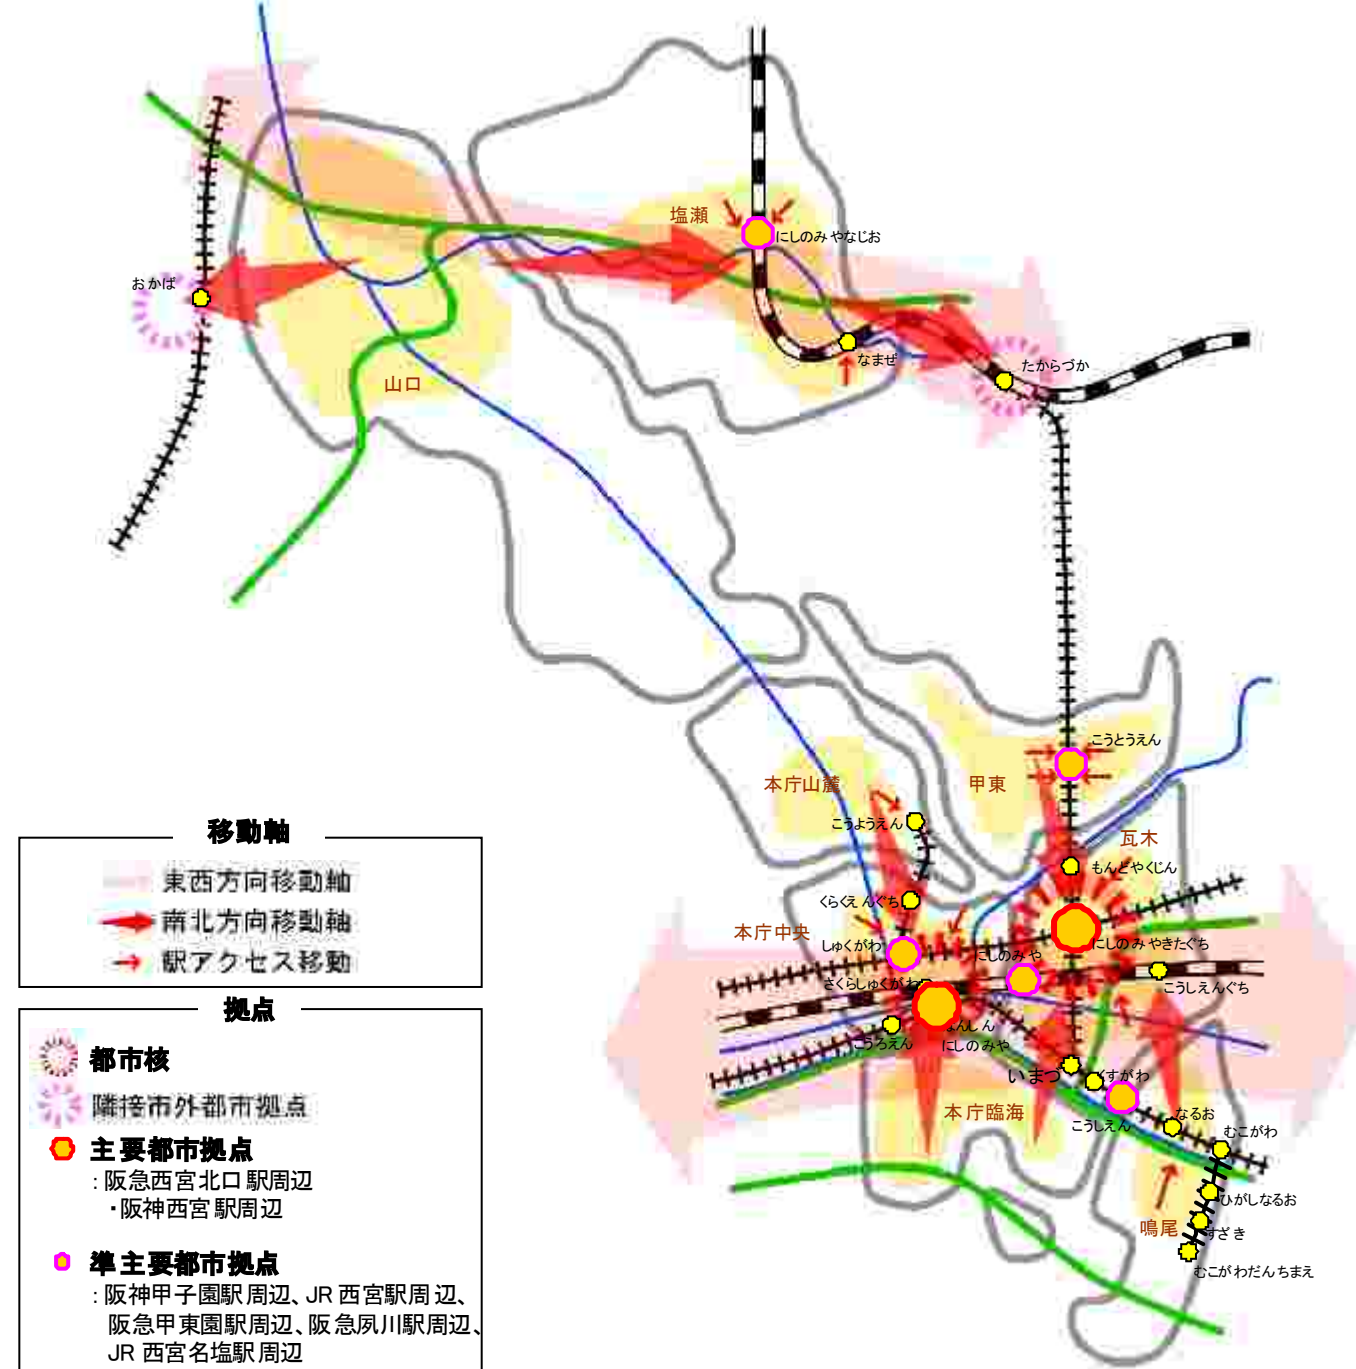 塩瀬
にしのみやなじお
おかば
なまぜ
たからづか
山口
こうとうえん
本庁山麓
甲東
こうようえん
瓦木
もんどやくじん
くらくえんぐち
本庁中央
しゅくがわ
にしのみやきたぐち
にしのみや
さくらしゅくがわ
こうしえんぐち
はんしん
にしのみや
こうろえん
いまづ
くすがわ
本庁臨海
こうしえん
なるお
むこがわ
ひがしなるお
鳴尾
すざき
むこがわだんちまえ
移動軸
東西方向移動軸
南北方向移動軸
駅アクセス移動
拠点
都市核
隣接市外都市拠点
主要都市拠点
：阪急西宮北口駅周辺
・阪神西宮駅周辺
準主要都市拠点
：阪神甲子園駅周辺、JR西宮駅周辺、
阪急甲東園駅周辺、阪急夙川駅周辺、
JR西宮名塩駅周辺